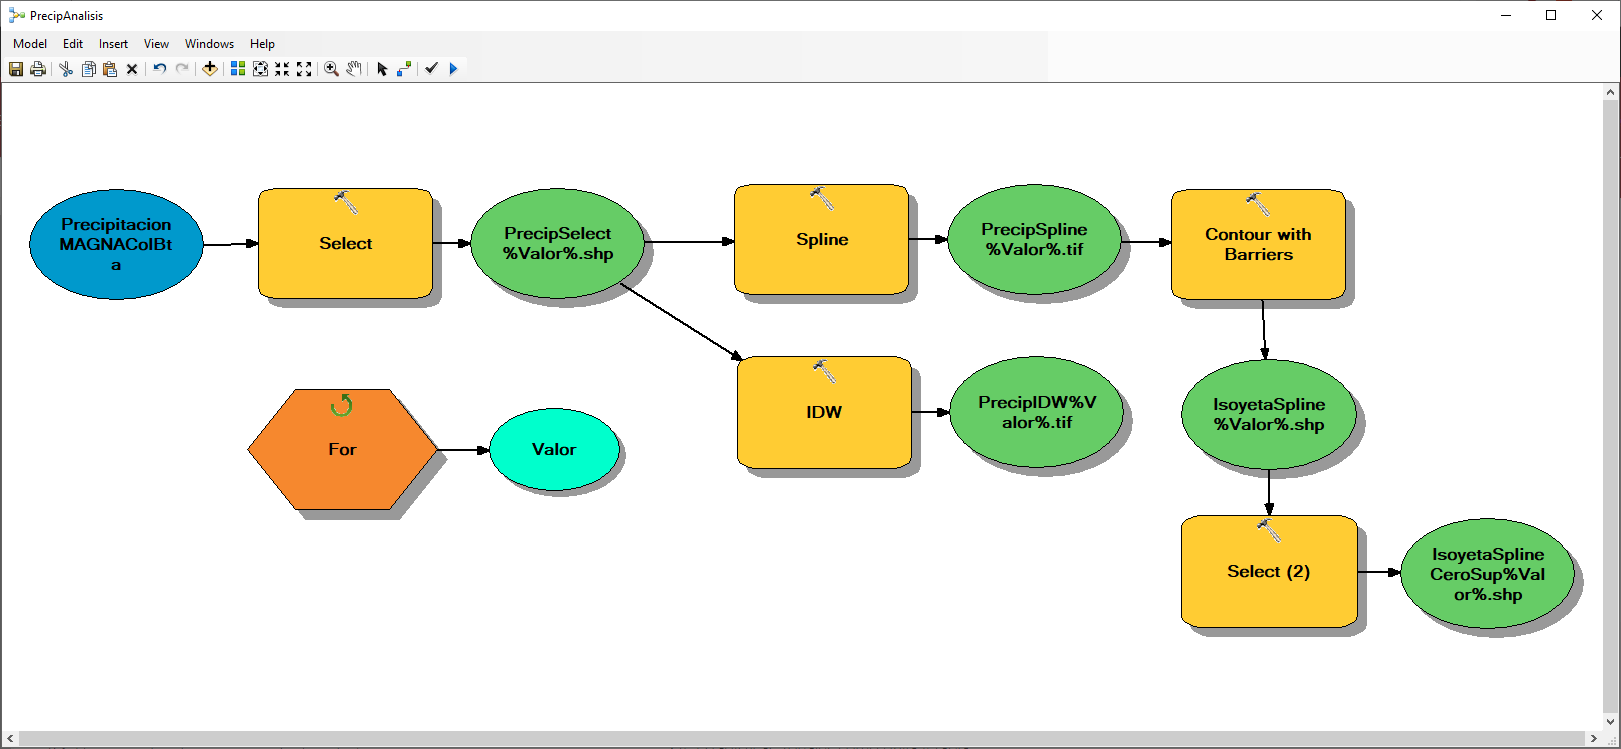 PrecipAnalisis
Model Edit Insert View Windows Help
Precipitacion
MAGNAColBt
a
Select
PrecipSelect
%Valor%.shp
Spline
PrecipSpline
%Valor%.tif
Contour with
Barriers
IDW
PrecipIDW%V
alor%.tif
IsoyetaSpline
%Valor%.shp
For
Valor
Select (2)
IsoyetaSpline
CeroSup%Val
or%.shp